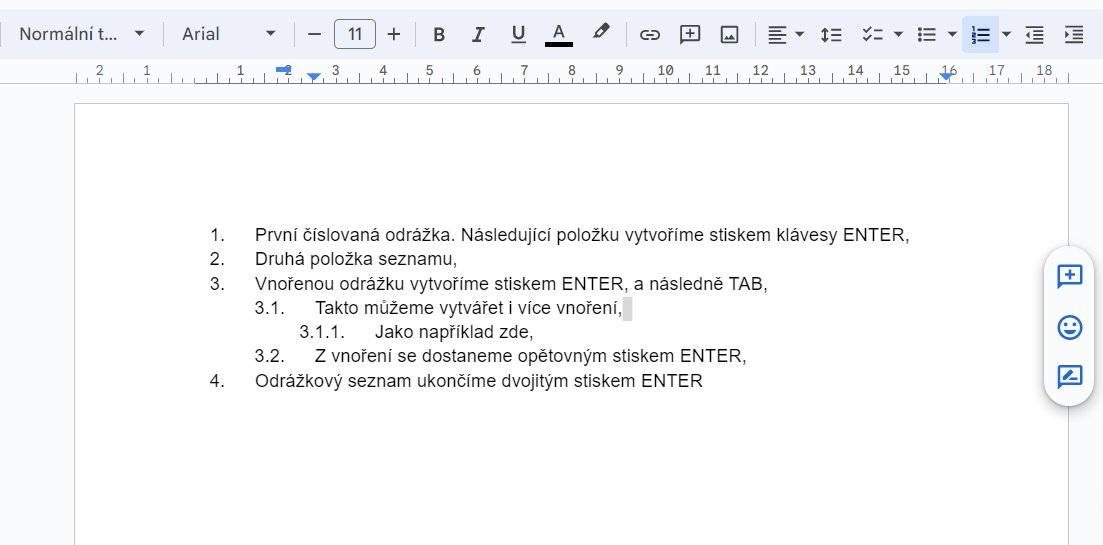 Normální t... Arial 11 B I U A
2 1 1 2 3 4 5 6 7 8 9 10 11 12 13 14 15 16 17 18
1. První číslovaná odrážka. Následující položku vytvoříme stiskem klávesy ENTER,
2. Druhá položka seznamu,
3. Vnořenou odrážku vytvoříme stiskem ENTER, a následně TAB,
3.1. Takto můžeme vytvářet i více vnoření,
3.1.1. Jako například zde,
3.2. Z vnoření se dostaneme opětovným stiskem ENTER,
4. Odrážkový seznam ukončíme dvojitým stiskem ENTER